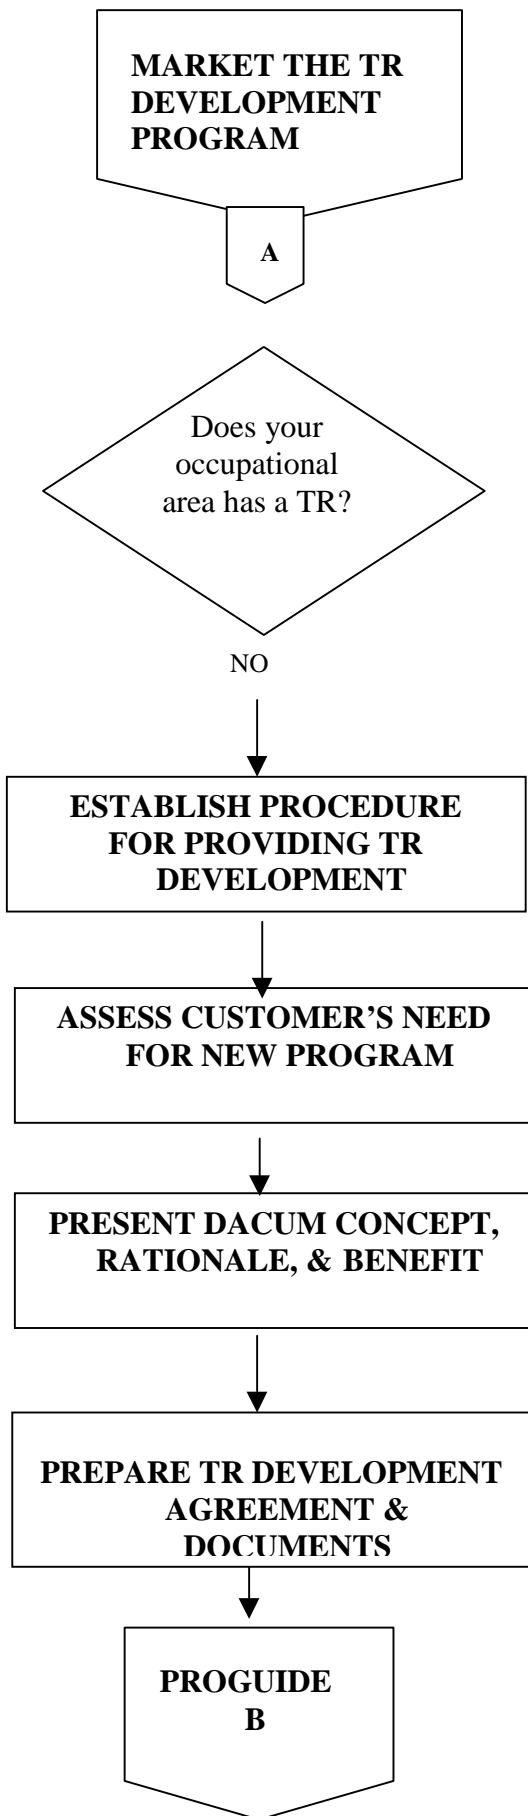 MARKET THE TR
DEVELOPMENT
PROGRAM
A
Does your
occupational
area has a TR?
NO
ESTABLISH PROCEDURE
FOR PROVIDING TR
DEVELOPMENT
ASSESS CUSTOMER’S NEED
FOR NEW PROGRAM
PRESENT DACUM CONCEPT,
RATIONALE, & BENEFIT
PREPARE TR DEVELOPMENT
AGREEMENT &
DOCUMENTS
PROGUIDE
B